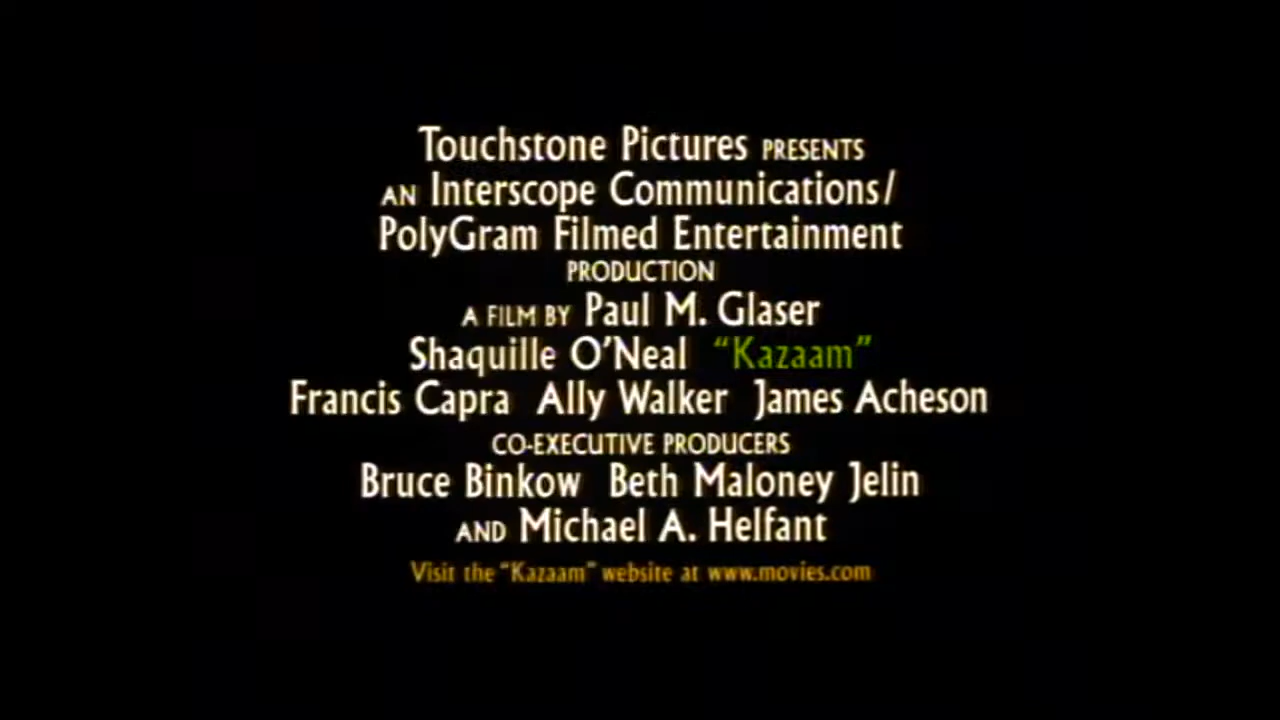 Touchstone Pictures PRESENTS
AN Interscope Communications/
PolyGram Filmed Entertainment
PRODUCTION
A FILM BY Paul M. Glaser
Shaquille O'Neal “Kazaam”
Francis Capra Ally Walker James Acheson
CO-EXECUTIVE PRODUCERS
Bruce Binkow Beth Maloney Jelin
AND Michael A. Helfant
Visit the “Kazaam” website at www.movies.com